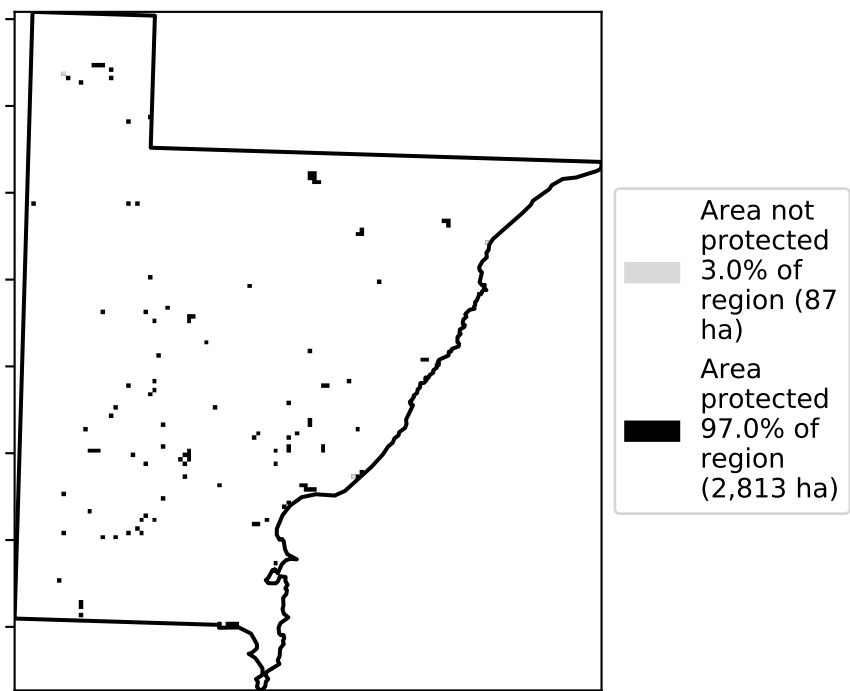 Area not
protected
3.0% of
region (87
ha)
Area
protected
97.0% of
region
(2,813 ha)